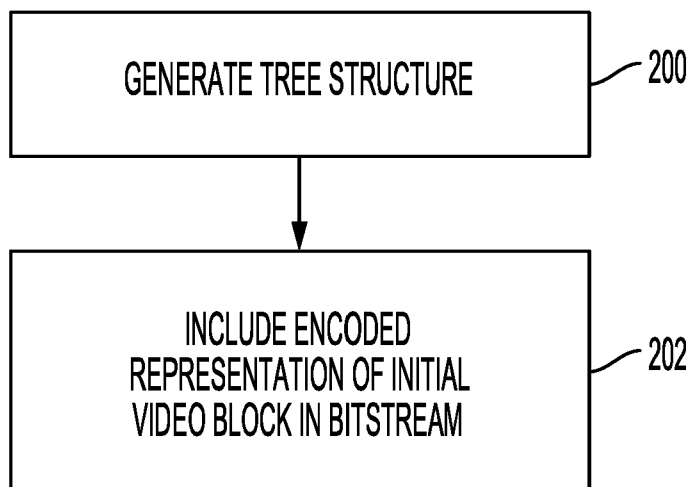 GENERATE TREE STRUCTURE
200
INCLUDE ENCODED
REPRESENTATION OF INITIAL
VIDEO BLOCK IN BITSTREAM
202